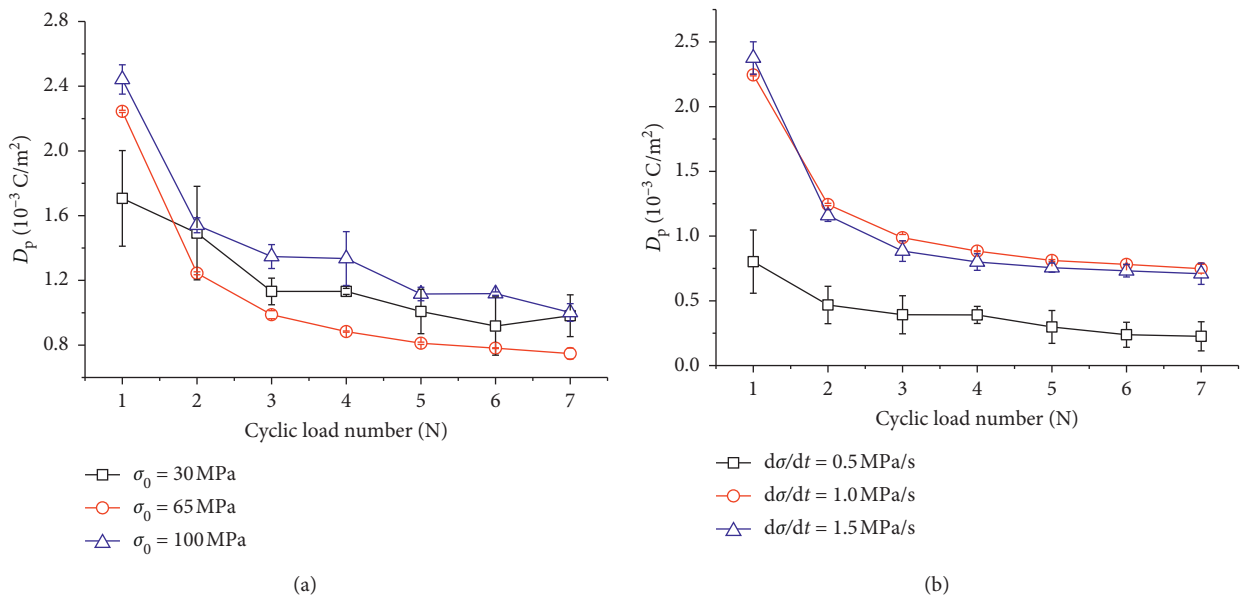 2.8
2.4
2.0
1.6
1.2
0.8
D_p (10⁻³ C/m²)
1 2 3 4 5 6 7
Cyclic load number (N)
σ₀ = 30 MPa
σ₀ = 65 MPa
σ₀ = 100 MPa
(a)
2.5
2.0
1.5
1.0
0.5
0.0
D_p (10⁻³ C/m²)
1 2 3 4 5 6 7
Cyclic load number (N)
dσ/dt = 0.5 MPa/s
dσ/dt = 1.0 MPa/s
dσ/dt = 1.5 MPa/s
(b)